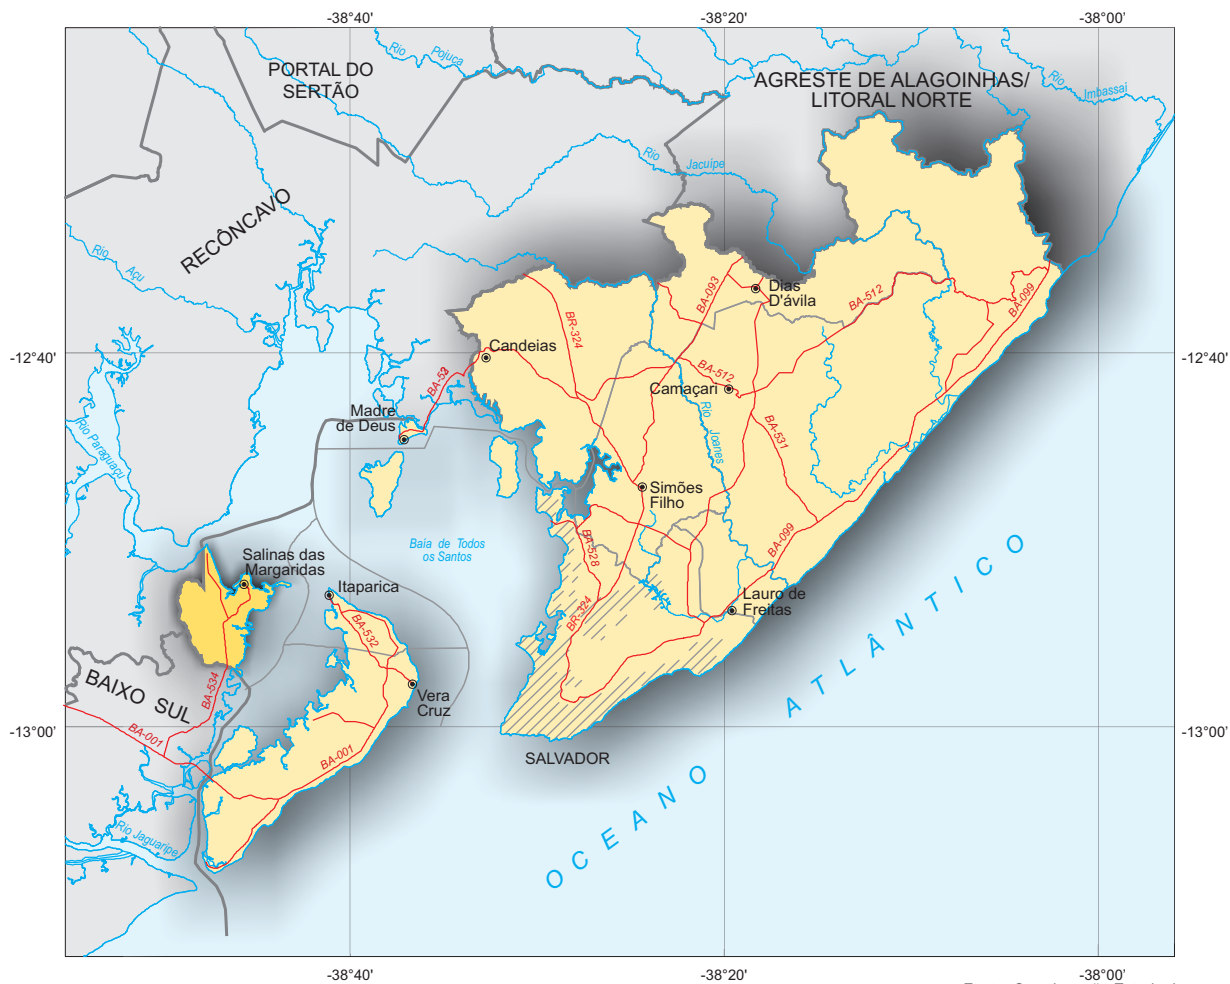 -38°40'
-38°20'
-38°00'
PORTAL DO
SERTÃO
Rio Pojuca
AGRESTE DE ALAGOINHAS/
LITORAL NORTE
Rio Imbassaí
Rio Jacuípe
RECÔNCAVO
Rio Açu
BA-093
Dias
D'ávila
BA-512
BA-099
BR-324
-12°40'
-12°40'
Candeias
BA-52
BA-512
Camaçari
Madre
de Deus
Rio Joanes
BA-531
Rio Paraguaçu
Simões
Filho
Baia de Todos
os Santos
BA-528
BA-099
Salinas das
Margaridas
Itaparica
Lauro de
Freitas
BR-324
BA-532
BA-534
BAIXO SUL
Vera
Cruz
-13°00'
-13°00'
BA-001
BA-001
SALVADOR
OCEANO ATLÂNTICO
Rio Jaguaripe
-38°40'
-38°20'
-38°00'